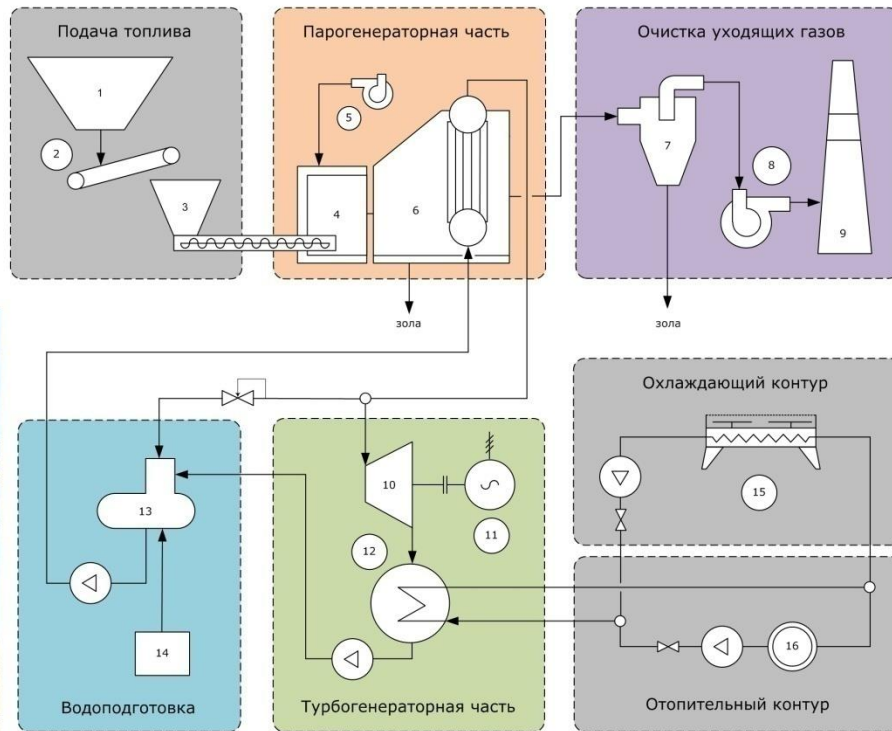 Подача топлива
Парогенераторная часть
Очистка уходящих газов
1
2
3
4
5
6
7
8
9
зола
зола
Охлаждающий контур
10
11
12
13
14
15
16
Водоподготовка
Турбогенераторная часть
Отопительный контур